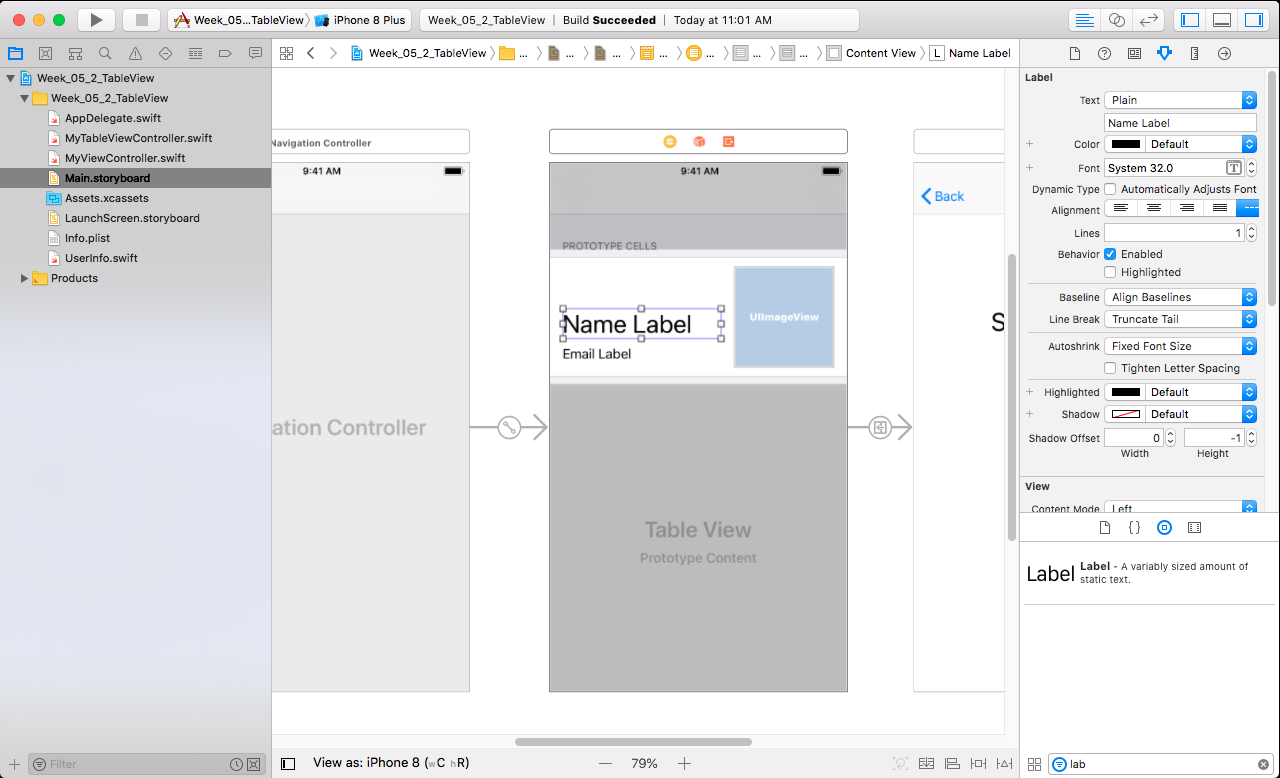 Week_05...TableView iPhone 8 Plus
Week_05_2_TableView Build Succeeded Today at 11:01 AM
Week_05_2_TableView ... ... ... ... ... ... ... Content View L Name Label
Week_05_2_TableView
Week_05_2_TableView
AppDelegate.swift
MyTableViewController.swift
MyViewController.swift
Main.storyboard
Assets.xcassets
LaunchScreen.storyboard
Info.plist
UserInfo.swift
Products
Filter
Navigation Controller
9:41 AM
ation Controller
9:41 AM
PROTOTYPE CELLS
Name Label
Email Label
UIImageView
Table View
Prototype Content
Back
S
View as: iPhone 8 (wC hR)
79%
Label
Text Plain
Name Label
Color Default
Font System 32.0 T
Dynamic Type Automatically Adjusts Font
Alignment
Lines 1
Behavior Enabled
Highlighted
Baseline Align Baselines
Line Break Truncate Tail
Autoshrink Fixed Font Size
Tighten Letter Spacing
Highlighted Default
Shadow Default
Shadow Offset 0 -1
Width Height
View
Content Mode Left
{}
Label Label - A variably sized amount of
static text.
lab